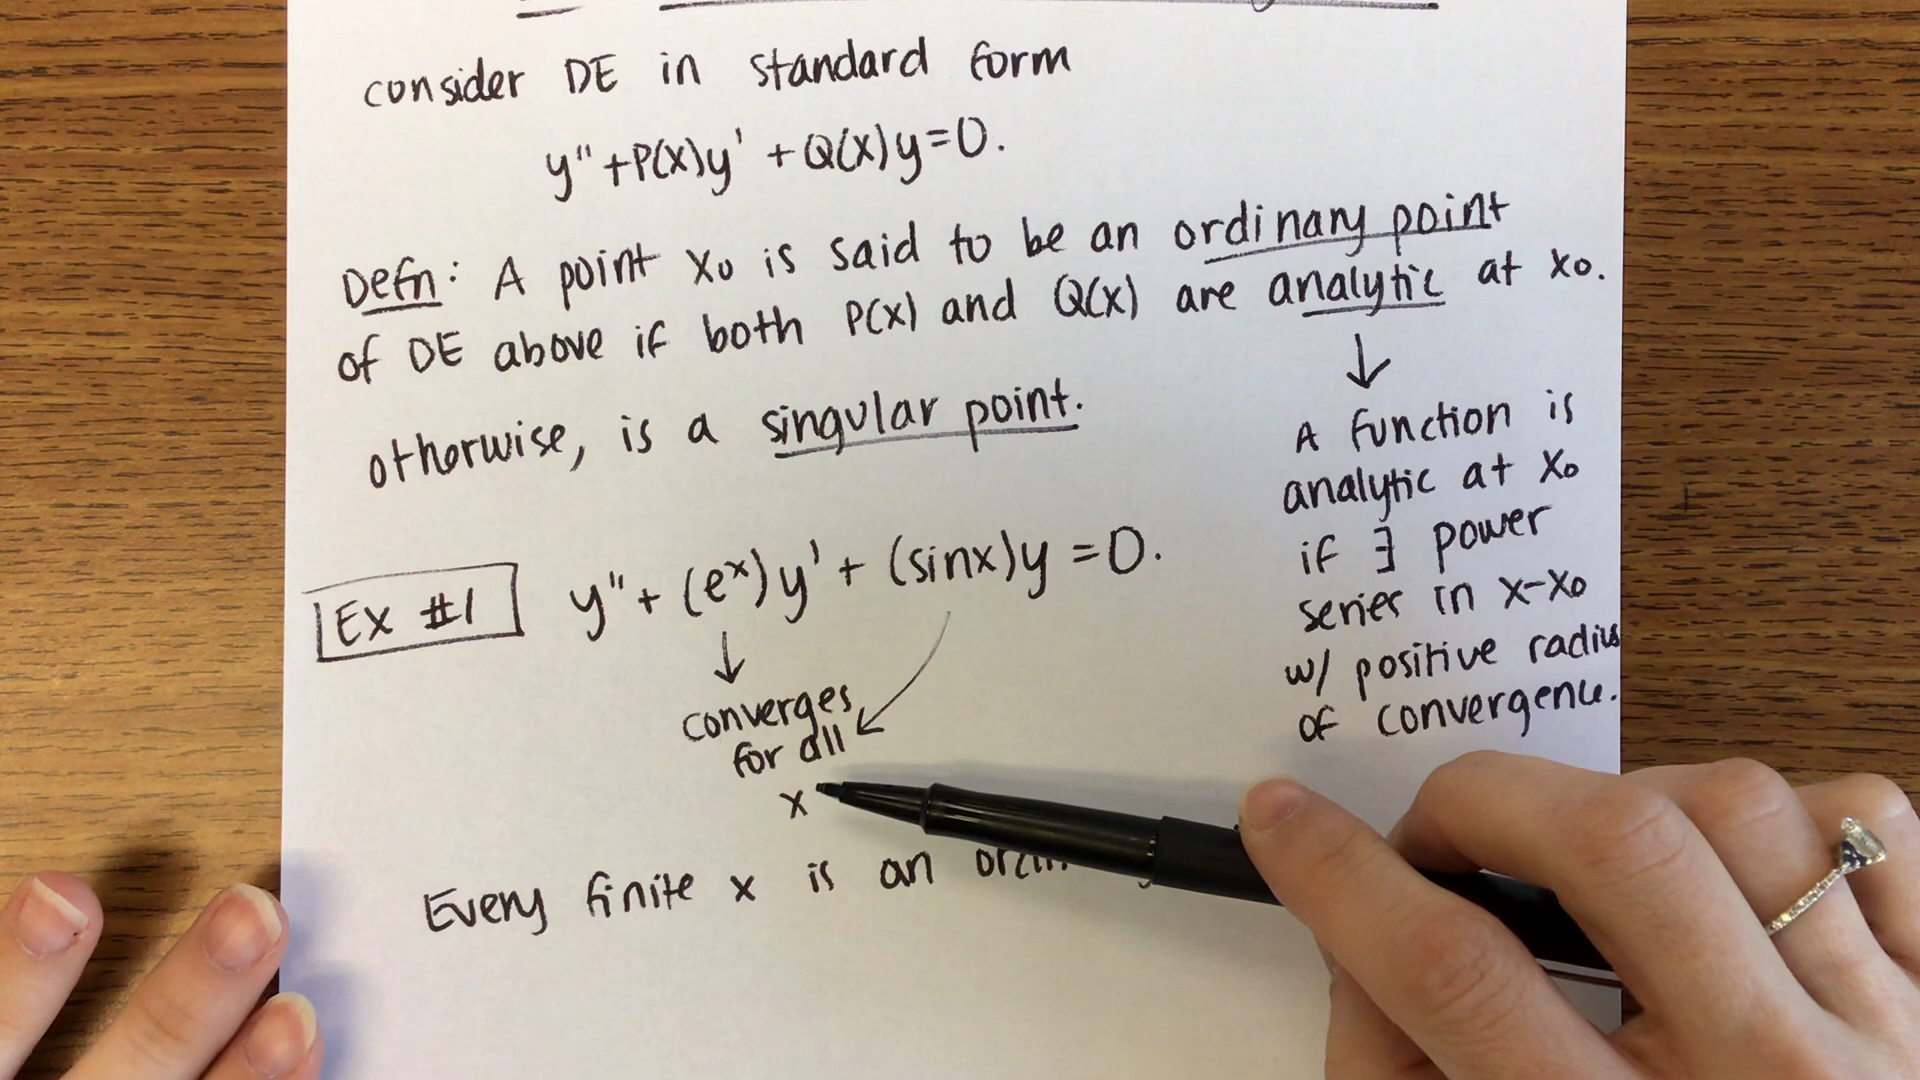 consider DE in standard form
y"+P(x)y' +Q(x)y=0.
Defn: A point x0 is said to be an ordinary point
of DE above if both P(x) and Q(x) are analytic at x0.
otherwise, is a singular point.
↓
A function is
analytic at x0
if ∃ power
series in x-x0
w/ positive radius
of convergence.
Ex #1 y"+ (e^x)y' + (sinx)y =0.
↓
converges
for all
x
Every finite x is an